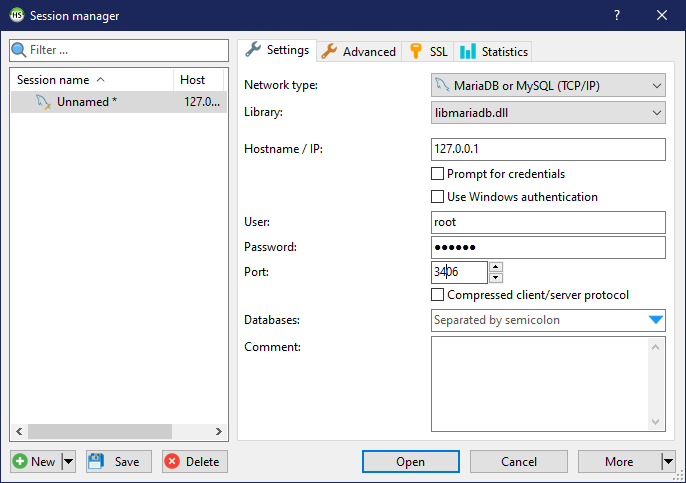 HS Session manager
Filter ...
Settings Advanced SSL Statistics
Session name Host
Unnamed * 127.0...
Network type: MariaDB or MySQL (TCP/IP)
Library: libmariadb.dll
Hostname / IP: 127.0.0.1
Prompt for credentials
Use Windows authentication
User: root
Password: ●●●●●●
Port: 3406
Compressed client/server protocol
Databases: Separated by semicolon
Comment:
New Save Delete Open Cancel More